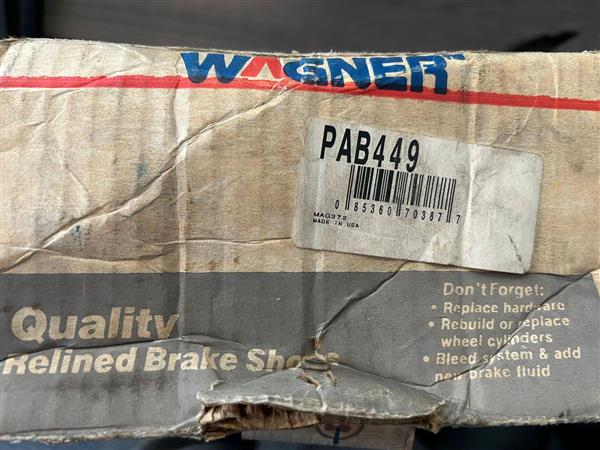 WAGNER
PAB449
0 85360 70387 7
MAG272
MADE IN USA
Quality
Relined Brake Shoes
Don't Forget:
• Replace hardware
• Rebuild or replace
wheel cylinders
• Bleed system & add
new brake fluid